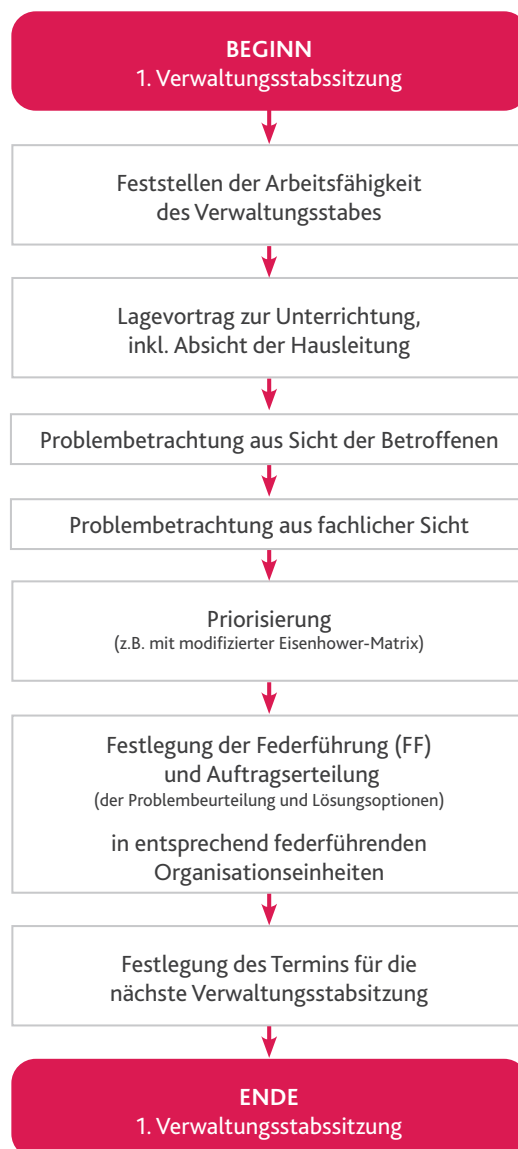 BEGINN
1. Verwaltungsstabssitzung
Feststellen der Arbeitsfähigkeit
des Verwaltungsstabes
Lagevortrag zur Unterrichtung,
inkl. Absicht der Hausleitung
Problembetrachtung aus Sicht der Betroffenen
Problembetrachtung aus fachlicher Sicht
Priorisierung
(z.B. mit modifizierter Eisenhower-Matrix)
Festlegung der Federführung (FF)
und Auftragserteilung
(der Problembeurteilung und Lösungsoptionen)
in entsprechend federführenden
Organisationseinheiten
Festlegung des Termins für die
nächste Verwaltungsstabsitzung
ENDE
1. Verwaltungsstabssitzung